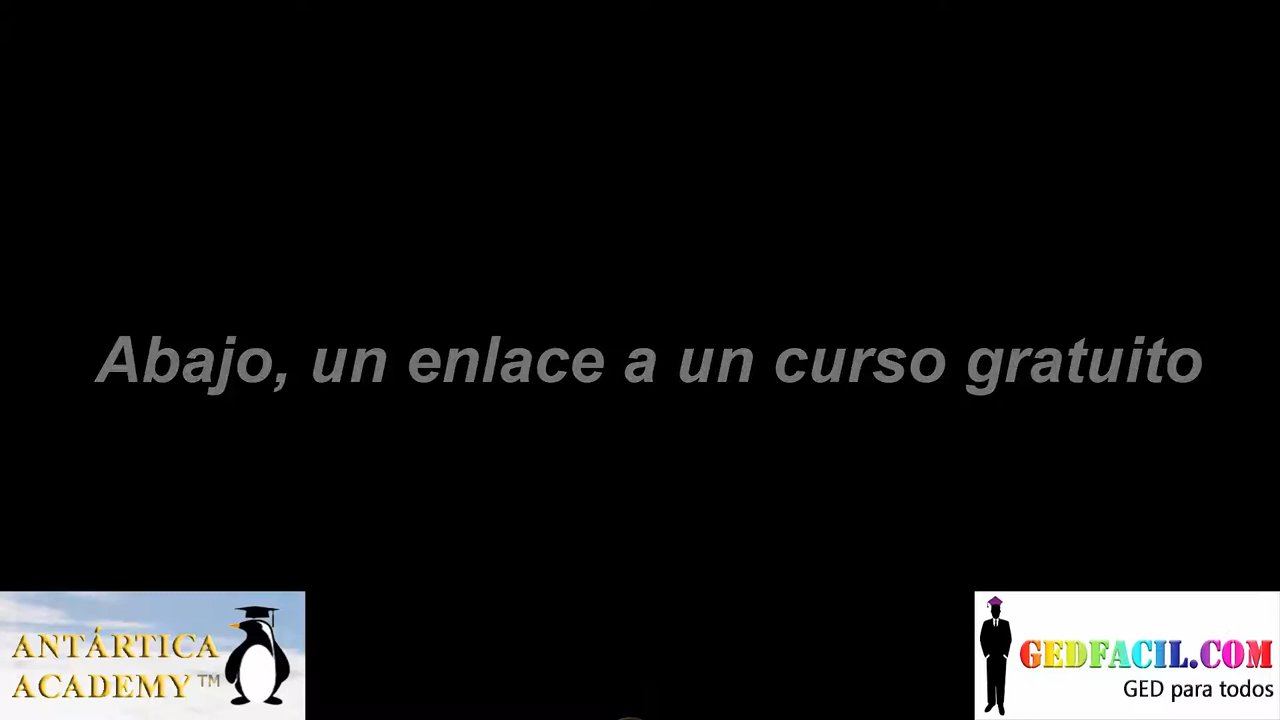 Abajo, un enlace a un curso gratuito
ANTÁRTICA
ACADEMY™
GEDFACIL.COM
GED para todos